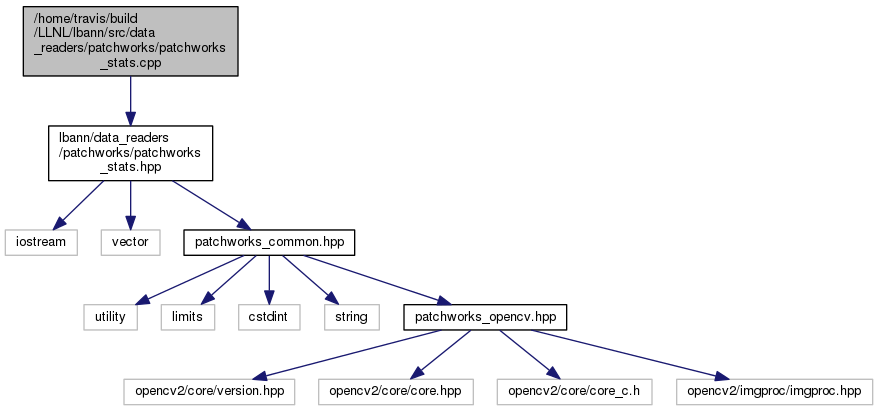 /home/travis/build
/LLNL/lbann/src/data
_readers/patchworks/patchworks
_stats.cpp
lbann/data_readers
/patchworks/patchworks
_stats.hpp
iostream
vector
patchworks_common.hpp
utility
limits
cstdint
string
patchworks_opencv.hpp
opencv2/core/version.hpp
opencv2/core/core.hpp
opencv2/core/core_c.h
opencv2/imgproc/imgproc.hpp